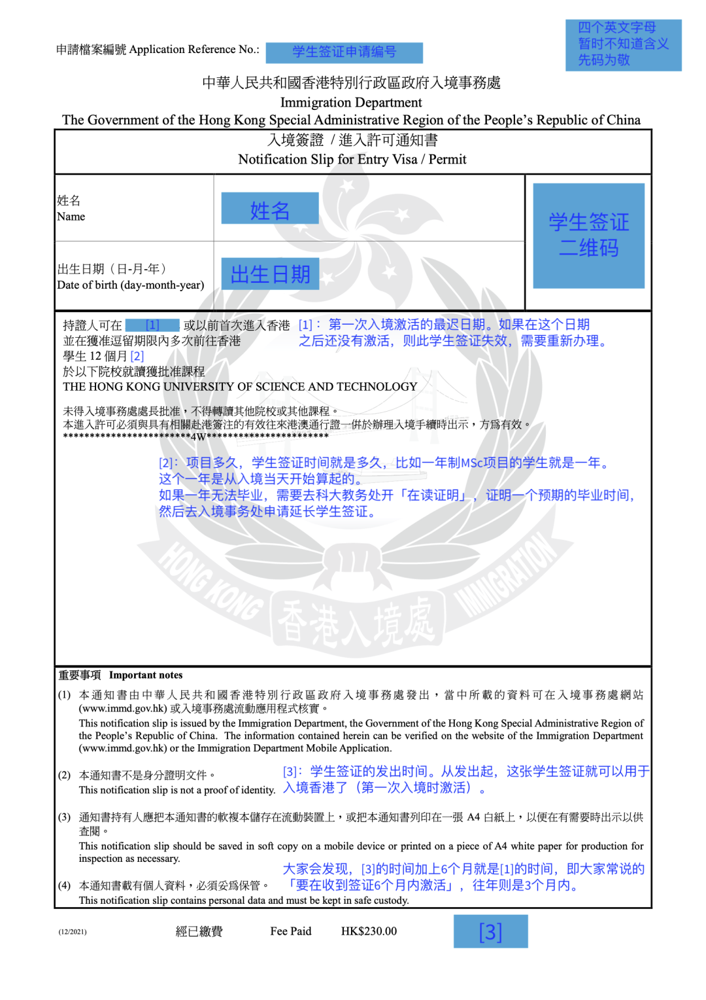 申請檔案編號 Application Reference No.: 学生签证申请编号
四个英文字母
暂时不知道含义
先码为敬
中華人民共和國香港特別行政區政府入境事務處
Immigration Department
The Government of the Hong Kong Special Administrative Region of the People's Republic of China
入境簽證 / 進入許可通知書
Notification Slip for Entry Visa / Permit
姓名
Name
姓名
学生签证
二维码
出生日期（日-月-年）
Date of birth (day-month-year)
出生日期
持證人可在 [1] 或以前首次進入香港
並在獲准逗留期限內多次前往香港
學生 12 個月 [2]
於以下院校就讀獲批准課程
THE HONG KONG UNIVERSITY OF SCIENCE AND TECHNOLOGY
[1]：第一次入境激活的最迟日期。如果在这个日期
之后还没有激活，则此学生签证失效，需要重新办理。
未得入境事務處處長批准，不得轉讀其他院校或其他課程。
本進入許可必須與具有相關赴港簽注的有效往來港澳通行證一併於辦理入境手續時出示，方爲有效。
************************4W***********************
[2]：项目多久，学生签证时间就是多久，比如一年制MSc项目的学生就是一年。
这个一年是从入境当天开始算起的。
如果一年无法毕业，需要去科大教务处开「在读证明」，证明一个预期的毕业时间，
然后去入境事务处申请延长学生签证。
HONG KONG
香港入境處
IMMIGRATION
重要事項 Important notes
(1) 本通知書由中華人民共和國香港特別行政區政府入境事務處發出，當中所載的資料可在入境事務處網站
(www.immd.gov.hk) 或入境事務處流動應用程式核實。
This notification slip is issued by the Immigration Department, the Government of the Hong Kong Special Administrative Region of
the People's Republic of China. The information contained herein can be verified on the website of the Immigration Department
(www.immd.gov.hk) or the Immigration Department Mobile Application.
(2) 本通知書不是身分證明文件。
This notification slip is not a proof of identity.
[3]：学生签证的发出时间。从发出起，这张学生签证就可以用于
入境香港了（第一次入境时激活）。
(3) 通知書持有人應把本通知書的軟複本儲存在流動裝置上，或把本通知書列印在一張 A4 白紙上，以便在有需要時出示以供
查閱。
This notification slip should be saved in soft copy on a mobile device or printed on a piece of A4 white paper for production for
inspection as necessary.
大家会发现，[3]的时间加上6个月就是[1]的时间，即大家常说的
「要在收到签证6个月内激活」，往年则是3个月内。
(4) 本通知書載有個人資料，必須妥爲保管。
This notification slip contains personal data and must be kept in safe custody.
(12/2021) 經已繳費 Fee Paid HK$230.00 [3]